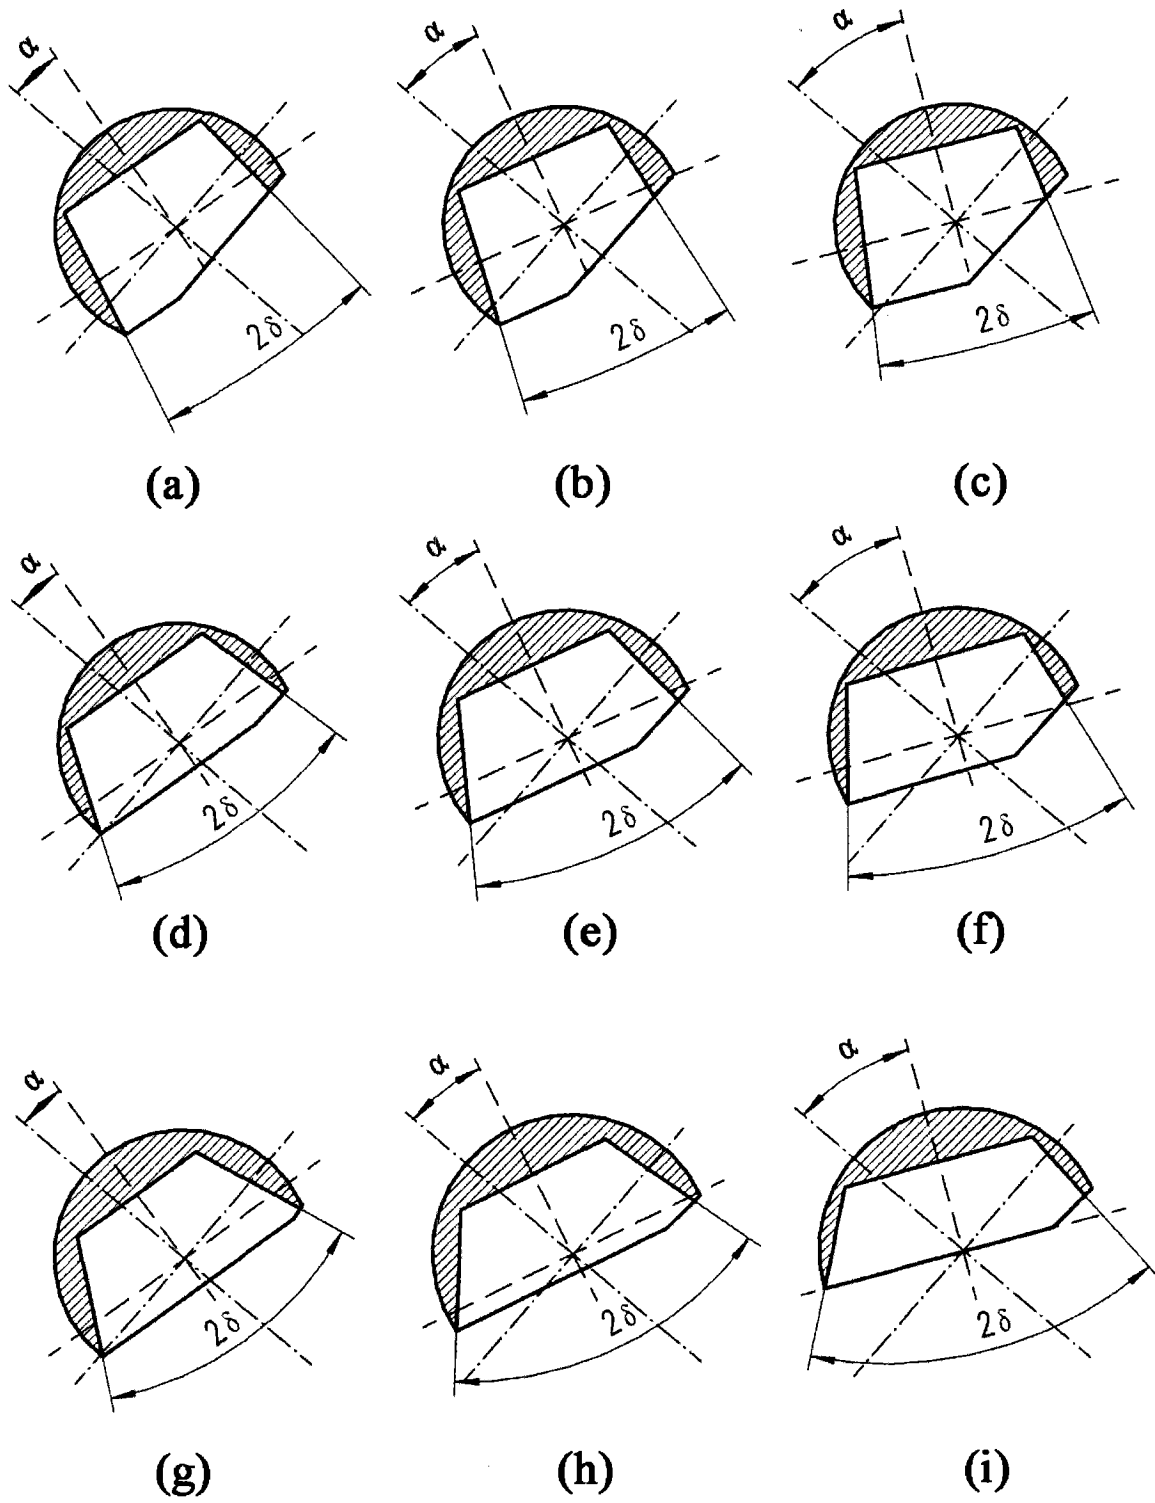 α α α
2δ 2δ 2δ
(a) (b) (c)
α α α
2δ 2δ 2δ
(d) (e) (f)
α α α
2δ 2δ 2δ
(g) (h) (i)